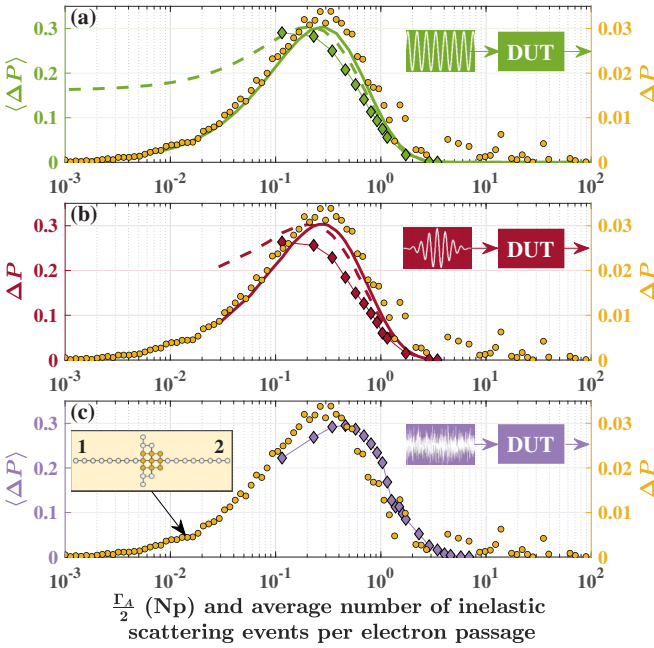 (a)
0.3
0.2
0.1
0
⟨ΔP⟩
DUT
0.03
0.02
0.01
0.00
ΔP
10⁻³ 10⁻² 10⁻¹ 10⁰ 10¹ 10²
(b)
0.3
0.2
0.1
0
ΔP
DUT
0.03
0.02
0.01
0.00
ΔP
10⁻³ 10⁻² 10⁻¹ 10⁰ 10¹ 10²
(c)
0.3
0.2
0.1
0
⟨ΔP⟩
1 2
DUT
0.03
0.02
0.01
0.00
ΔP
10⁻³ 10⁻² 10⁻¹ 10⁰ 10¹ 10²
Γ_A/2 (Np) and average number of inelastic
scattering events per electron passage